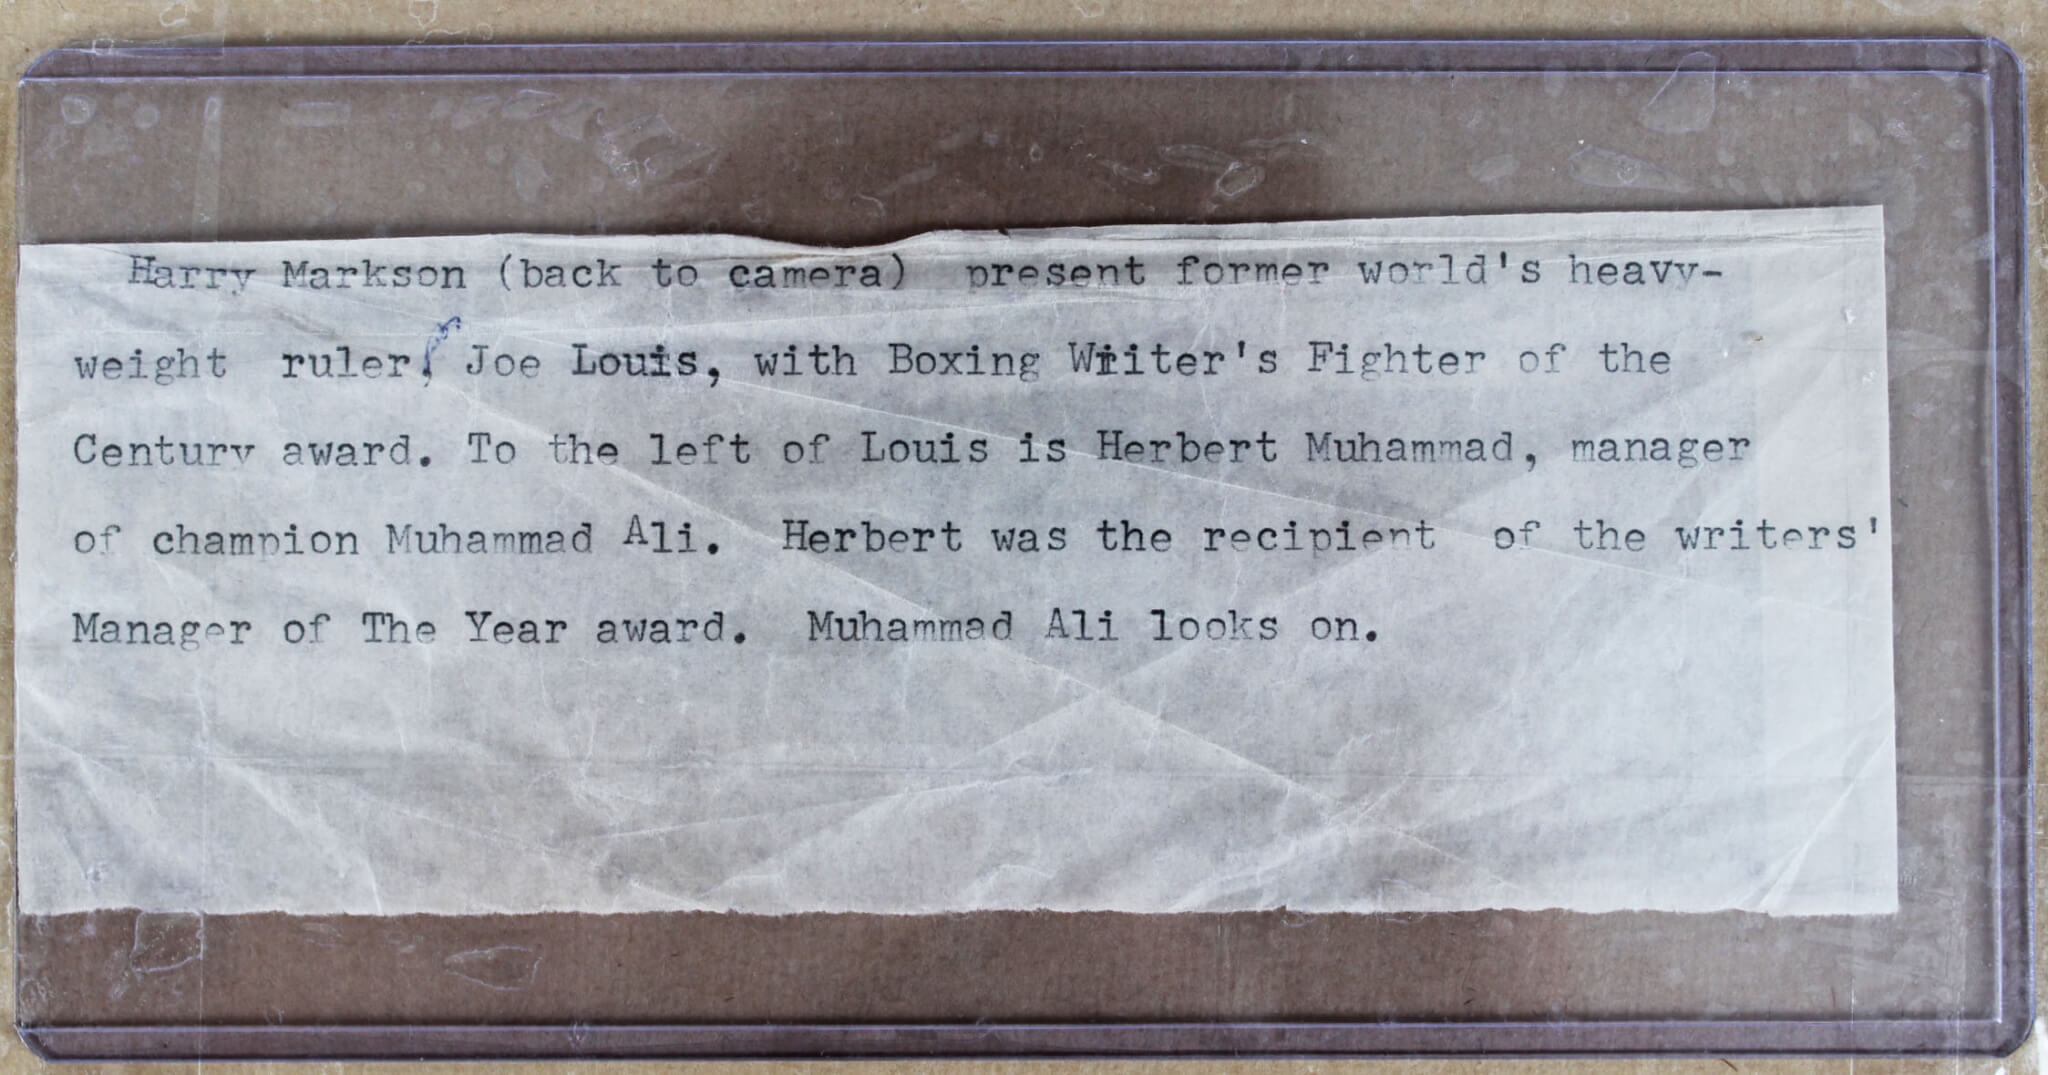 Harry Markson (back to camera) present former world's heavy-
weight ruler, Joe Louis, with Boxing Writer's Fighter of the
Century award. To the left of Louis is Herbert Muhammad, manager
of champion Muhammad Ali. Herbert was the recipient of the writers'
Manager of The Year award. Muhammad Ali looks on.